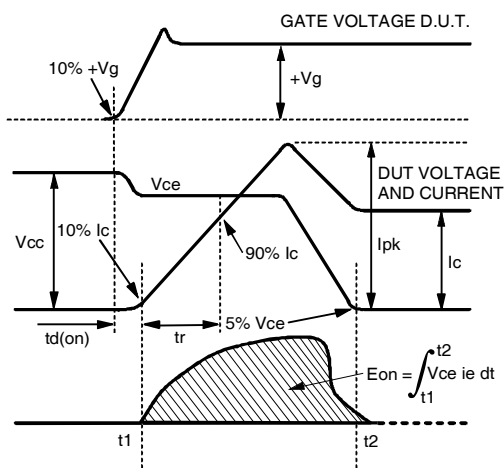 GATE VOLTAGE D.U.T.
10% +Vg
+Vg
Vce
DUT VOLTAGE
AND CURRENT
Vcc
10% Ic
90% Ic
Ipk
Ic
td(on)
tr
5% Vce
Eon = ∫ Vce ie dt
t2
t1
t1
t2